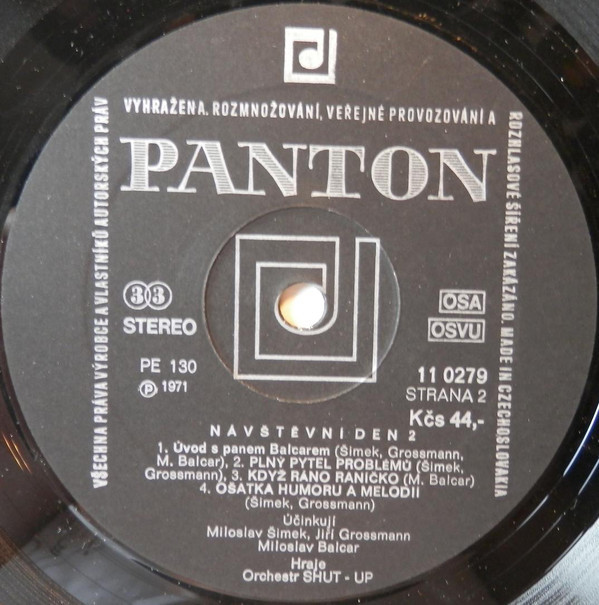 VŠECHNA PRÁVA VÝROBCE A VLASTNÍKŮ AUTORSKÝCH PRÁV
VYHRAŽENA. ROZMNOŽOVÁNÍ, VEŘEJNÉ PROVOZOVÁNÍ A
ROZHLASOVÉ ŠÍŘENÍ ZAKÁZÁNO. MADE IN CZECHOSLOVAKIA
PANTON
33
STEREO
PE 130
℗ 1971
OSA
OSVU
11 0279
STRANA 2
Kčs 44,-
NÁVŠTĚVNÍ DEN 2
1. Úvod s panem Balcarem (Šimek, Grossmann,
M. Balcar), 2. PLNÝ PYTEL PROBLÉMŮ (Šimek,
Grossmann), 3. KDYŽ RÁNO RANÍČKO (M. Balcar)
4. OŠATKA HUMORU A MELODIÍ
(Šimek, Grossmann)
Účinkují
Miloslav Šimek, Jiří Grossmann
Miloslav Balcar
Hraje
Orchestr SHUT - UP